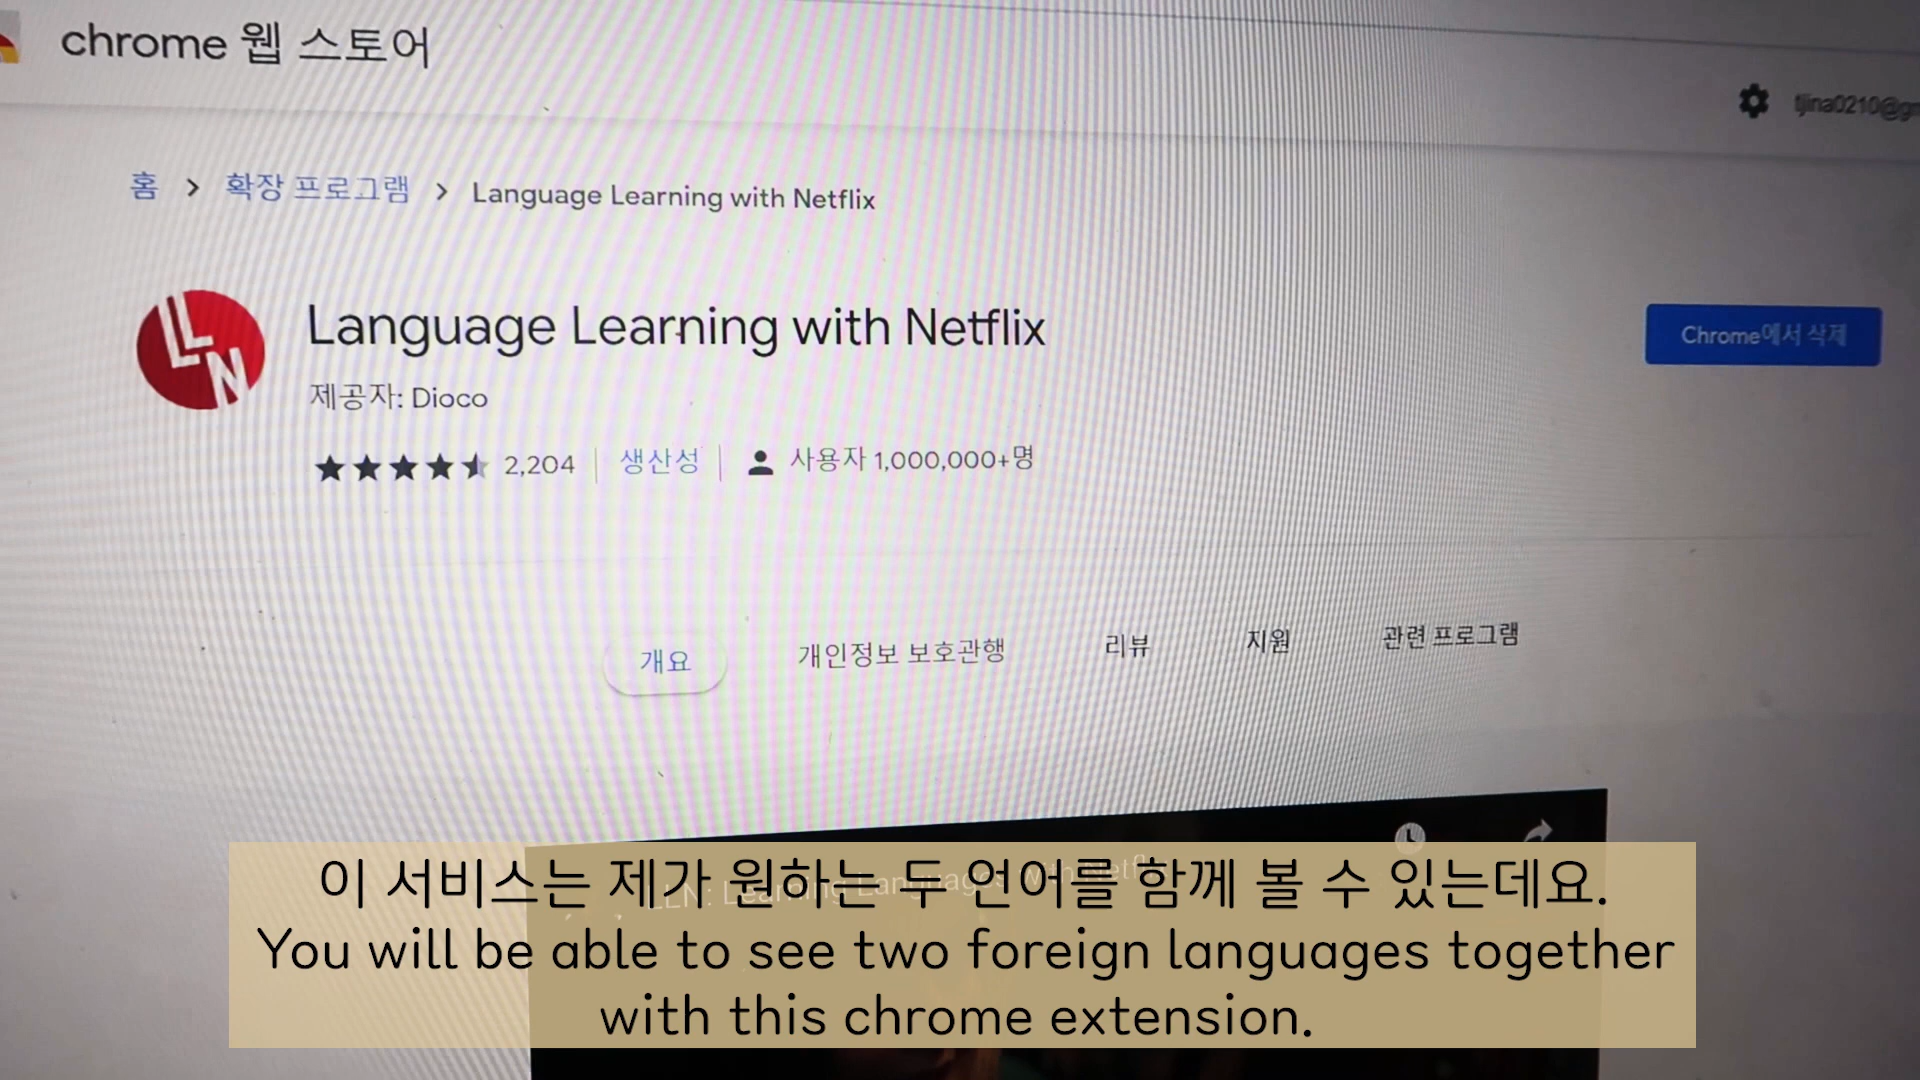 chrome 웹 스토어
홈 > 확장 프로그램 > Language Learning with Netflix
LLN
Language Learning with Netflix
Chrome에서 삭제
제공자: Dioco
2,204 | 생산성 | 사용자 1,000,000+명
개요 개인정보 보호관행 리뷰 지원 관련 프로그램
이 서비스는 제가 원하는 두 언어를 함께 볼 수 있는데요.
You will be able to see two foreign languages together
with this chrome extension.